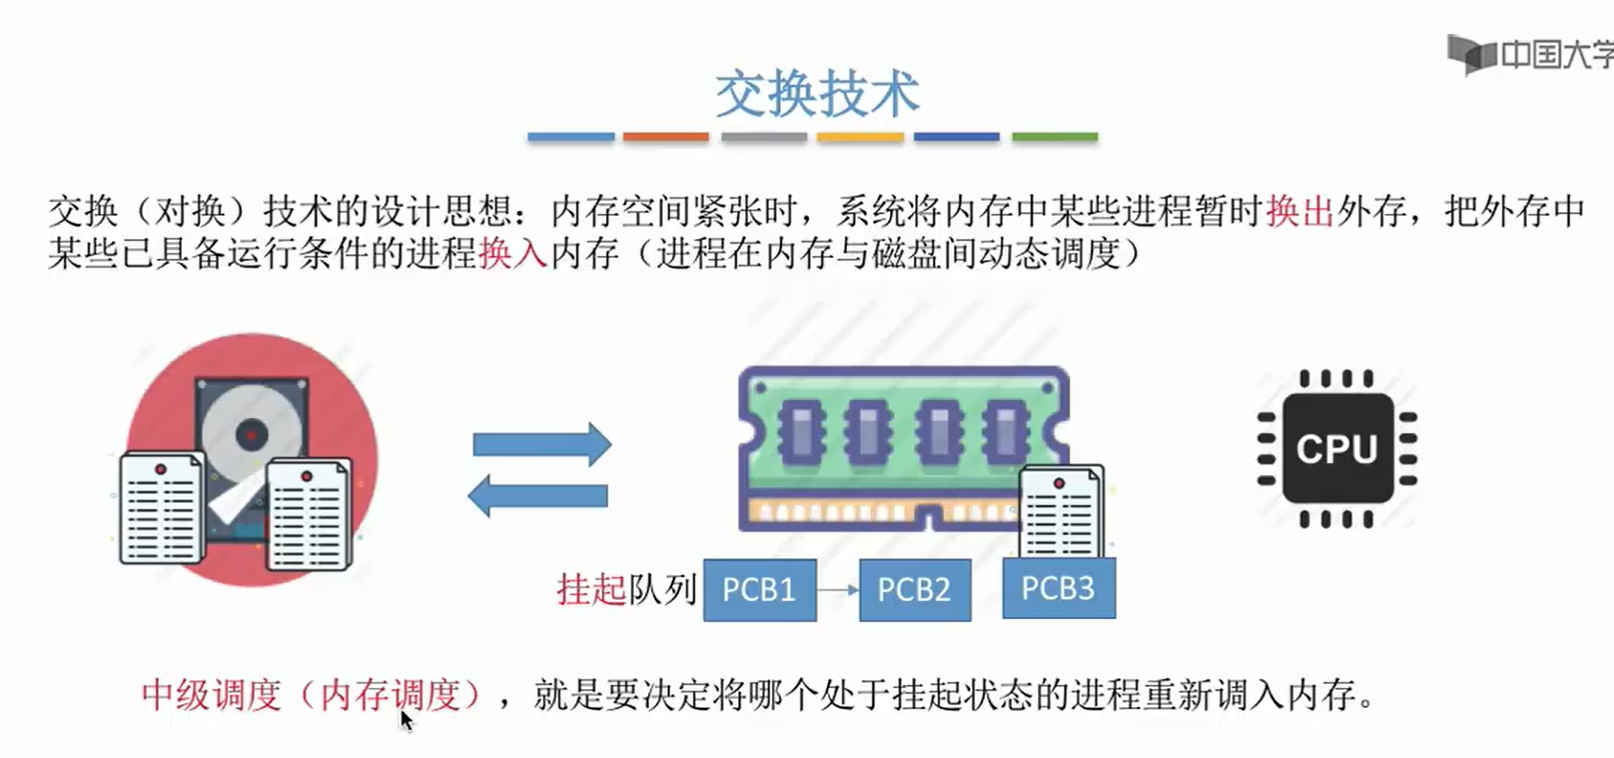 中国大学
交换技术
交换（对换）技术的设计思想：内存空间紧张时，系统将内存中某些进程暂时换出外存，把外存中
某些已具备运行条件的进程换入内存（进程在内存与磁盘间动态调度）
CPU
挂起队列 PCB1 PCB2 PCB3
中级调度（内存调度），就是要决定将哪个处于挂起状态的进程重新调入内存。